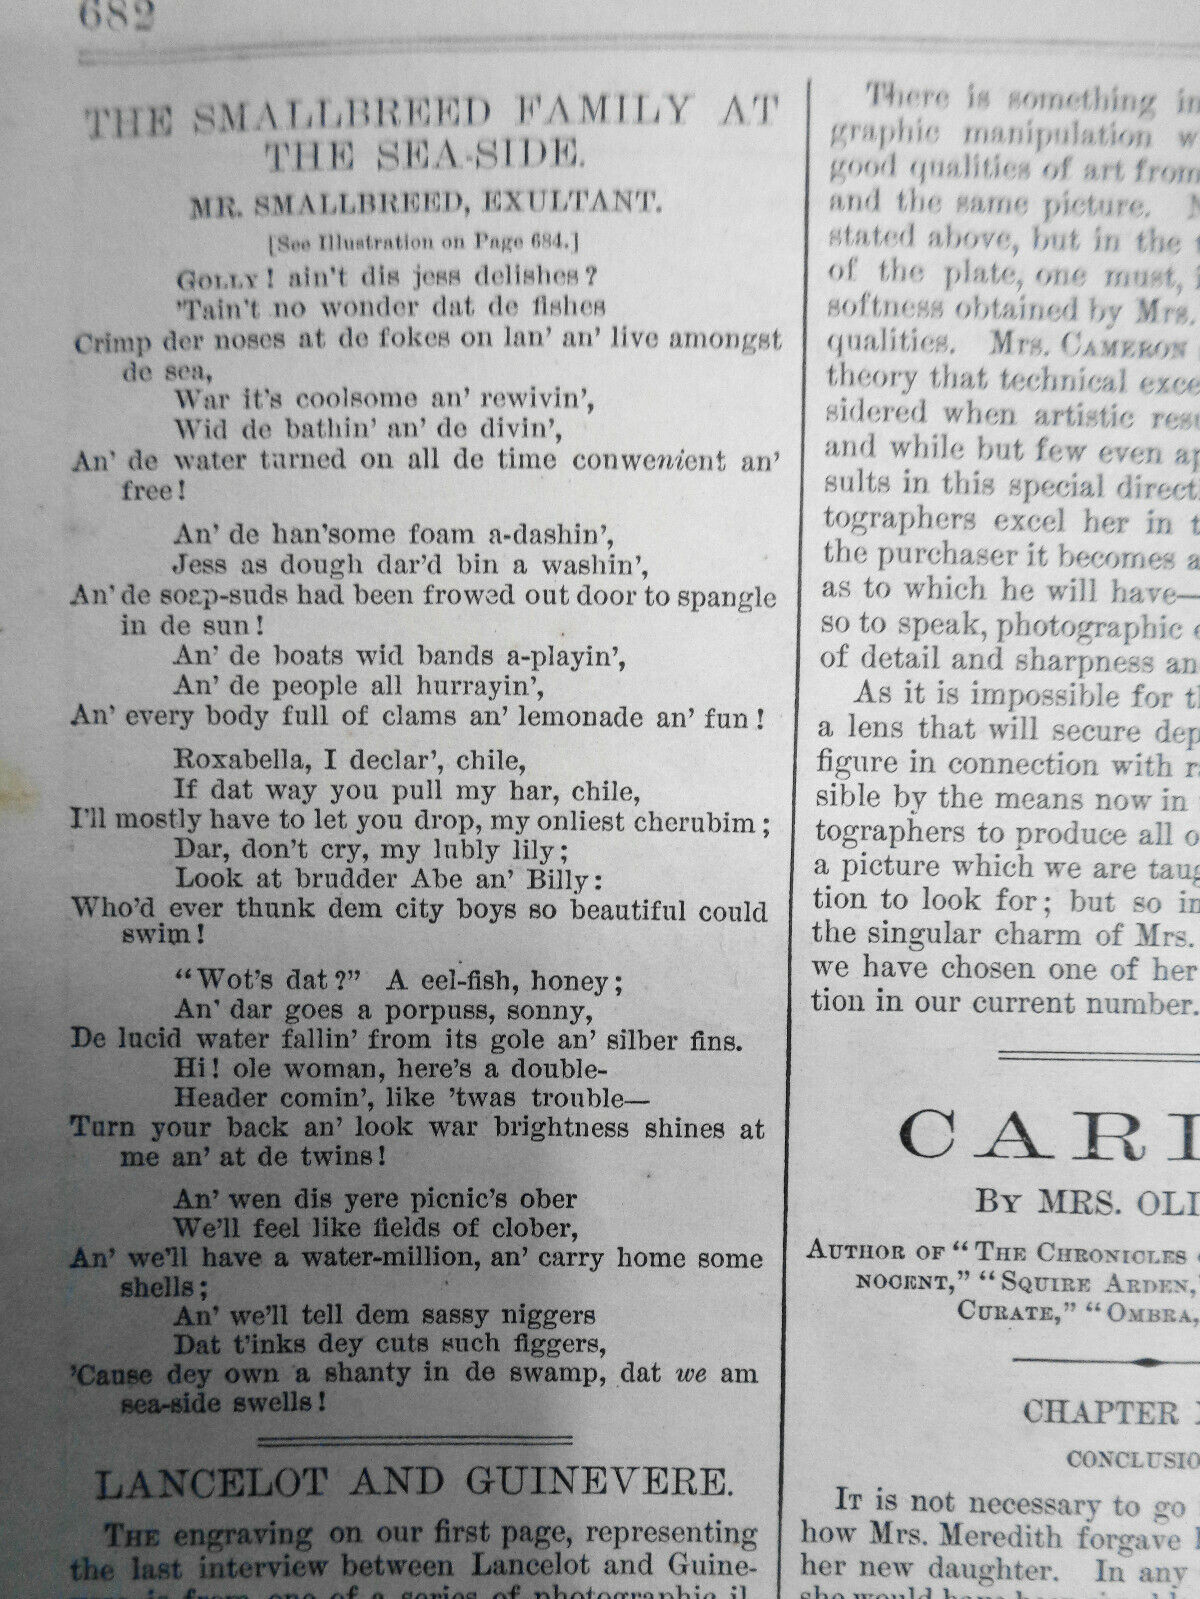 682
THE SMALLBREED FAMILY AT
THE SEA-SIDE.
MR. SMALLBREED, EXULTANT.
[See Illustration on Page 684.]
GOLLY! ain't dis jess delishes?
'Tain't no wonder dat de fishes
Crimp der noses at de fokes on lan' an' live amongst
de sea,
War it's coolsome an' rewivin',
Wid de bathin' an' de divin',
An' de water turned on all de time conwenient an'
free!
An' de han'some foam a-dashin',
Jess as dough dar'd bin a washin',
An' de soap-suds had been frowed out door to spangle
in de sun!
An' de boats wid bands a-playin',
An' de people all hurrayin',
An' every body full of clams an' lemonade an' fun!
Roxabella, I declar', chile,
If dat way you pull my har, chile,
I'll mostly have to let you drop, my onliest cherubim;
Dar, don't cry, my lubly lily;
Look at brudder Abe an' Billy:
Who'd ever thunk dem city boys so beautiful could
swim!
"Wot's dat?" A eel-fish, honey;
An' dar goes a porpuss, sonny,
De lucid water fallin' from its gole an' silber fins.
Hi! ole woman, here's a double-
Header comin', like 'twas trouble—
Turn your back an' look war brightness shines at
me an' at de twins!
An' wen dis yere picnic's ober
We'll feel like fields of clober,
An' we'll have a water-million, an' carry home some
shells;
An' we'll tell dem sassy niggers
Dat t'inks dey cuts such figgers,
'Cause dey own a shanty in de swamp, dat we am
sea-side swells!
LANCELOT AND GUINEVERE.
THE engraving on our first page, representing
the last interview between Lancelot and Guine-
from one of a series of photographic il-
There is something in
graphic manipulation w
good qualities of art from
and the same picture.
stated above, but in the
of the plate, one must,
softness obtained by Mrs.
qualities. Mrs. CAMERON
theory that technical exce
sidered when artistic resu
and while but few even ap
sults in this special directi
tographers excel her in t
the purchaser it becomes a
as to which he will have—
so to speak, photographic
of detail and sharpness an
As it is impossible for th
a lens that will secure dep
figure in connection with r
sible by the means now in
tographers to produce all o
a picture which we are taug
tion to look for; but so in
the singular charm of Mrs.
we have chosen one of her
tion in our current number.
CARI
BY MRS. OLI
AUTHOR OF "THE CHRONICLES
NOCENT," "SQUIRE ARDEN,
CURATE," "OMBRA,
CHAPTER
CONCLUSIO
IT is not necessary to go
how Mrs. Meredith forgave
her new daughter. In any
she would have been